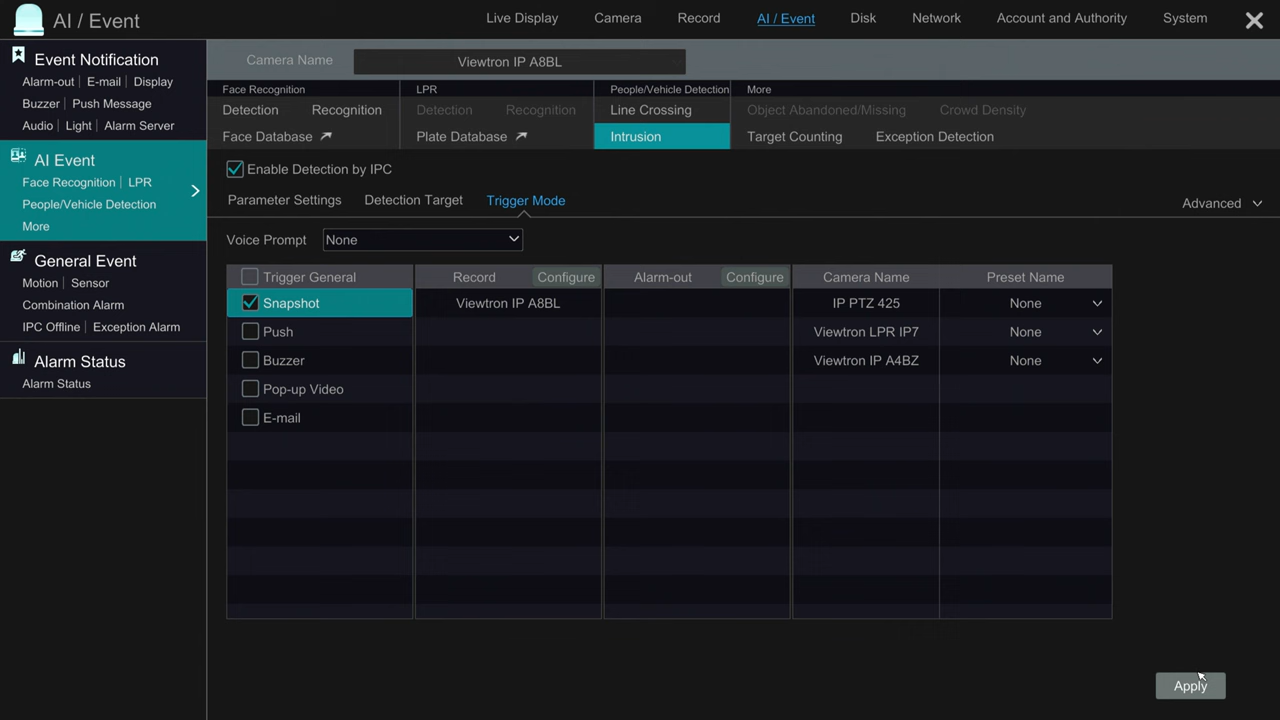 AI / Event
Live Display Camera Record AI / Event Disk Network Account and Authority System
Event Notification
Alarm-out E-mail Display
Buzzer Push Message
Audio Light Alarm Server
AI Event
Face Recognition LPR
People/Vehicle Detection
More
General Event
Motion Sensor
Combination Alarm
IPC Offline Exception Alarm
Alarm Status
Alarm Status
Camera Name Viewtron IP A8BL
Face Recognition LPR People/Vehicle Detection More
Detection Recognition Detection Recognition Line Crossing Object Abandoned/Missing Crowd Density
Face Database Plate Database Intrusion Target Counting Exception Detection
Enable Detection by IPC
Parameter Settings Detection Target Trigger Mode Advanced
Voice Prompt None
Trigger General Record Configure Alarm-out Configure Camera Name Preset Name
Snapshot Viewtron IP A8BL IP PTZ 425 None
Push Viewtron LPR IP7 None
Buzzer Viewtron IP A4BZ None
Pop-up Video
E-mail
Apply